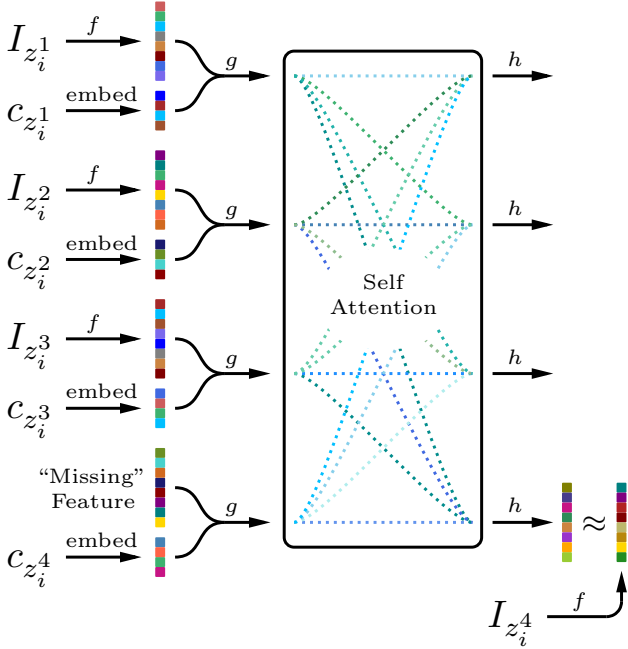 I_{z_i^1} f
g
h
c_{z_i^1} embed
I_{z_i^2} f
g
h
c_{z_i^2} embed
Self
Attention
I_{z_i^3} f
g
h
c_{z_i^3} embed
“Missing”
Feature
g
h
≈
c_{z_i^4} embed
I_{z_i^4} f